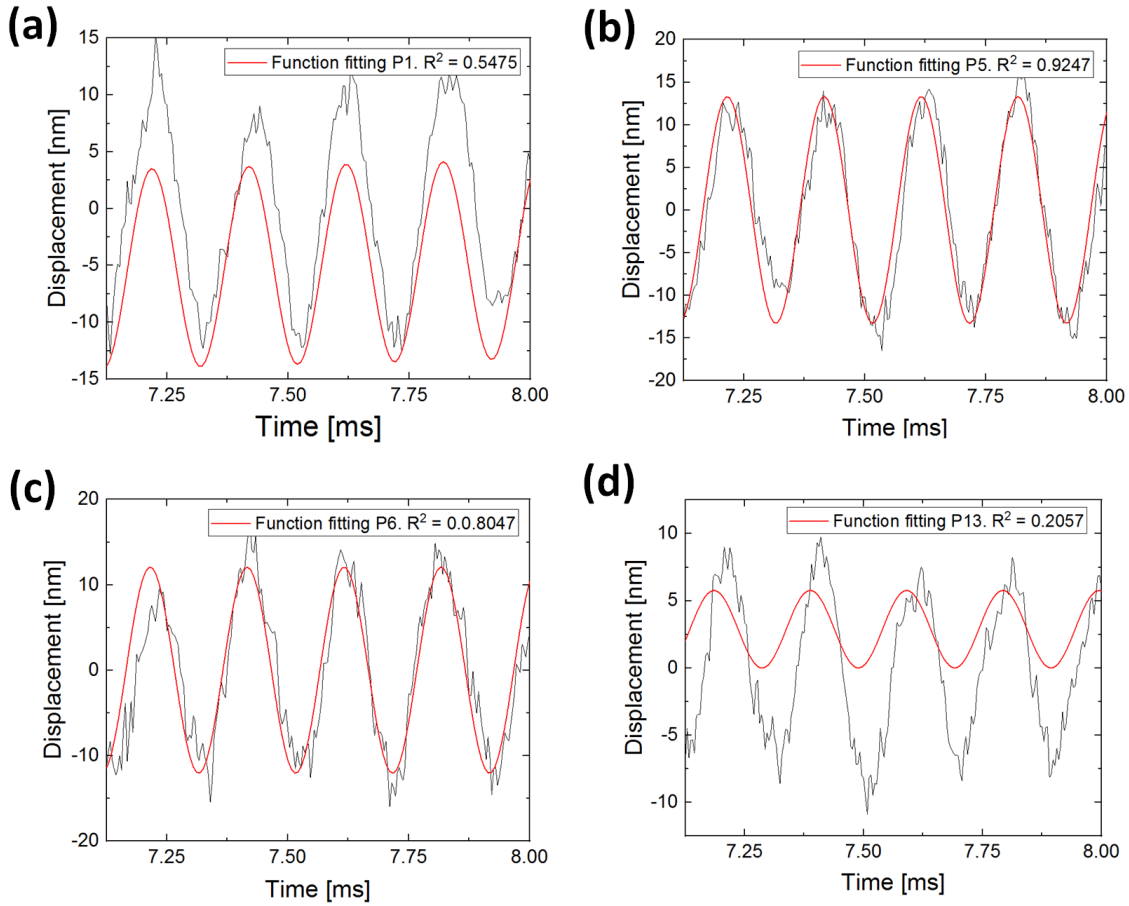 (a)
Function fitting P1. R² = 0.5475
15
10
5
0
-5
-10
-15
Displacement [nm]
7.25
7.50
7.75
8.00
Time [ms]
(b)
Function fitting P5. R² = 0.9247
20
15
10
5
0
-5
-10
-15
-20
Displacement [nm]
7.25
7.50
7.75
8.00
Time [ms]
(c)
Function fitting P6. R² = 0.0.8047
20
10
0
-10
-20
Displacement [nm]
7.25
7.50
7.75
8.00
Time [ms]
(d)
Function fitting P13. R² = 0.2057
10
5
0
-5
-10
Displacement [nm]
7.25
7.50
7.75
8.00
Time [ms]